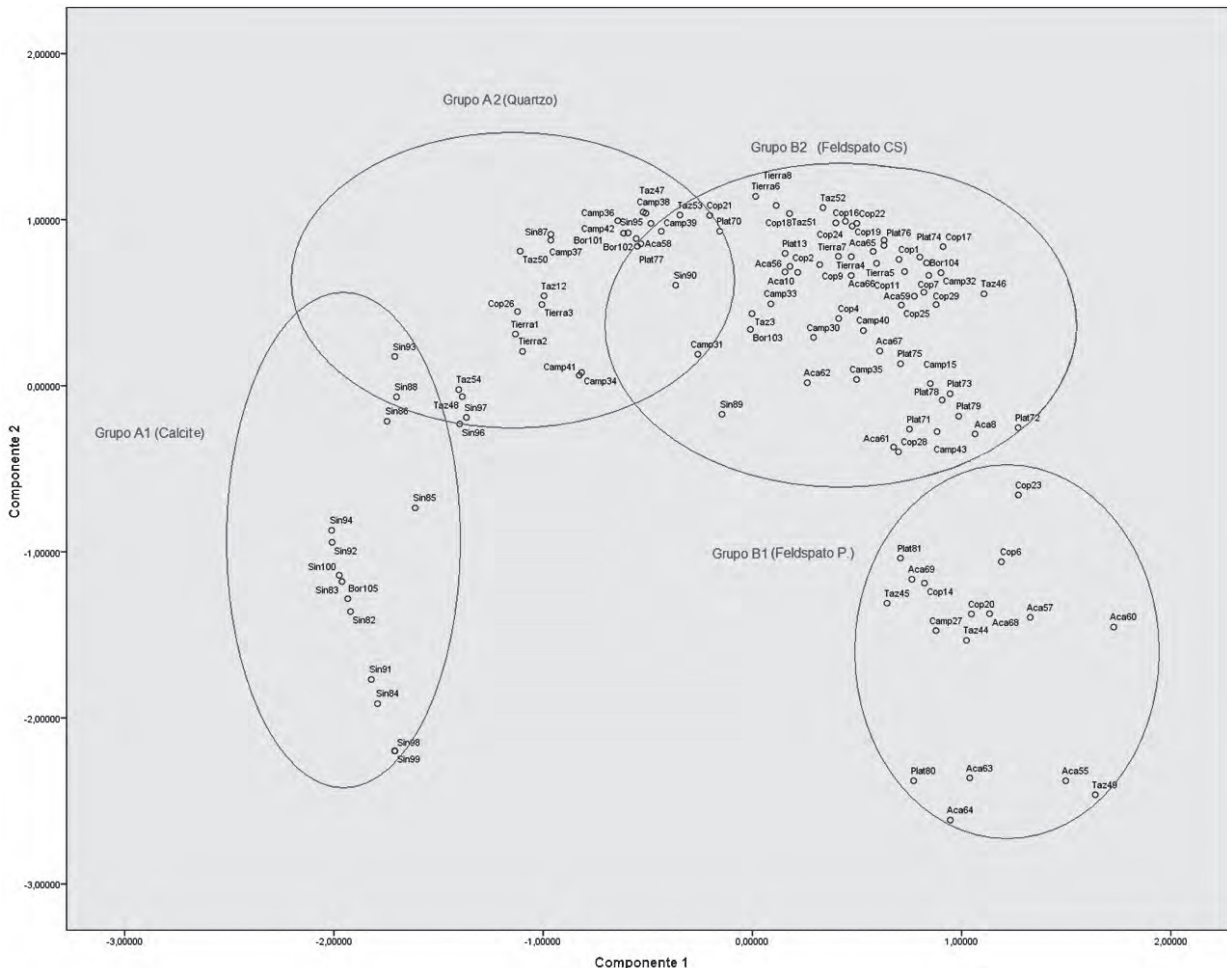 2,00000
Grupo A2 (Quartzo)
Grupo B2 (Feldspato CS)
Tierra8
Tierra6
Taz47
Taz52
Camp36
Camp38
Taz53
Cop21
Cop16
Cop22
1,00000
Sin87
Camp42
Sin95
Camp39
Plat70
Cop18
Taz51
Cop24
Cop19
Plat76
Plat74
Cop17
Bor101
Bor102
Aca58
Camp37
Plat77
Taz50
Plat13
Tierra7
Aca65
Cop1
Aca56
Cop2
Tierra4
Tierra5
Bor104
Aca10
Cop9
Aca66
Cop11
Cop7
Camp32
Sin90
Taz12
Camp33
Aca59
Cop29
Taz46
Cop26
Tierra3
Cop25
Tierra1
Taz3
Cop4
Camp40
Tierra2
Bor103
Camp30
Camp31
Aca67
Sin93
Plat75
Camp41
Camp34
Aca62
Camp35
Camp15
0,00000
Sin88
Taz54
Plat73
Plat78
Sin86
Taz48
Sin97
Sin89
Plat79
Grupo A1 (Calcite)
Sin96
Plat71
Plat72
Aca8
Aca61
Cop28
Camp43
Componente 2
Sin85
Cop23
Sin94
Grupo B1 (Feldspato P.)
Sin92
Plat81
Cop6
-1,00000
Sin100
Aca69
Sin83
Bor105
Taz45
Cop14
Sin82
Cop20
Aca57
Aca60
Camp27
Aca68
Taz44
Sin91
Sin84
-2,00000
Sin98
Sin99
Plat80
Aca63
Aca55
Taz49
Aca64
-3,00000
-3,00000
-2,00000
-1,00000
0,00000
1,00000
2,00000
Componente 1